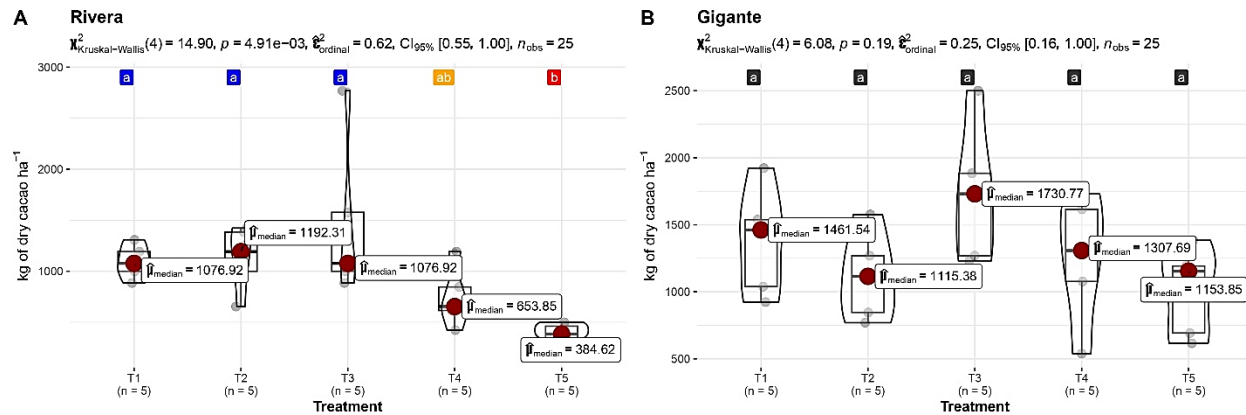 A Rivera
χ²Kruskal−Wallis(4) = 14.90, p = 4.91e−03, ε̂²ordinal = 0.62, CI95% [0.55, 1.00], nobs = 25
3000
2000
1000
kg of dry cacao ha⁻¹
a a a ab b
μ̂median = 1076.92
μ̂median = 1192.31
μ̂median = 1076.92
μ̂median = 653.85
μ̂median = 384.62
T1 T2 T3 T4 T5
(n = 5) (n = 5) (n = 5) (n = 5) (n = 5)
Treatment
B Gigante
χ²Kruskal−Wallis(4) = 6.08, p = 0.19, ε̂²ordinal = 0.25, CI95% [0.16, 1.00], nobs = 25
2500
2000
1500
1000
500
kg of dry cacao ha⁻¹
a a a a a
μ̂median = 1461.54
μ̂median = 1115.38
μ̂median = 1730.77
μ̂median = 1307.69
μ̂median = 1153.85
T1 T2 T3 T4 T5
(n = 5) (n = 5) (n = 5) (n = 5) (n = 5)
Treatment